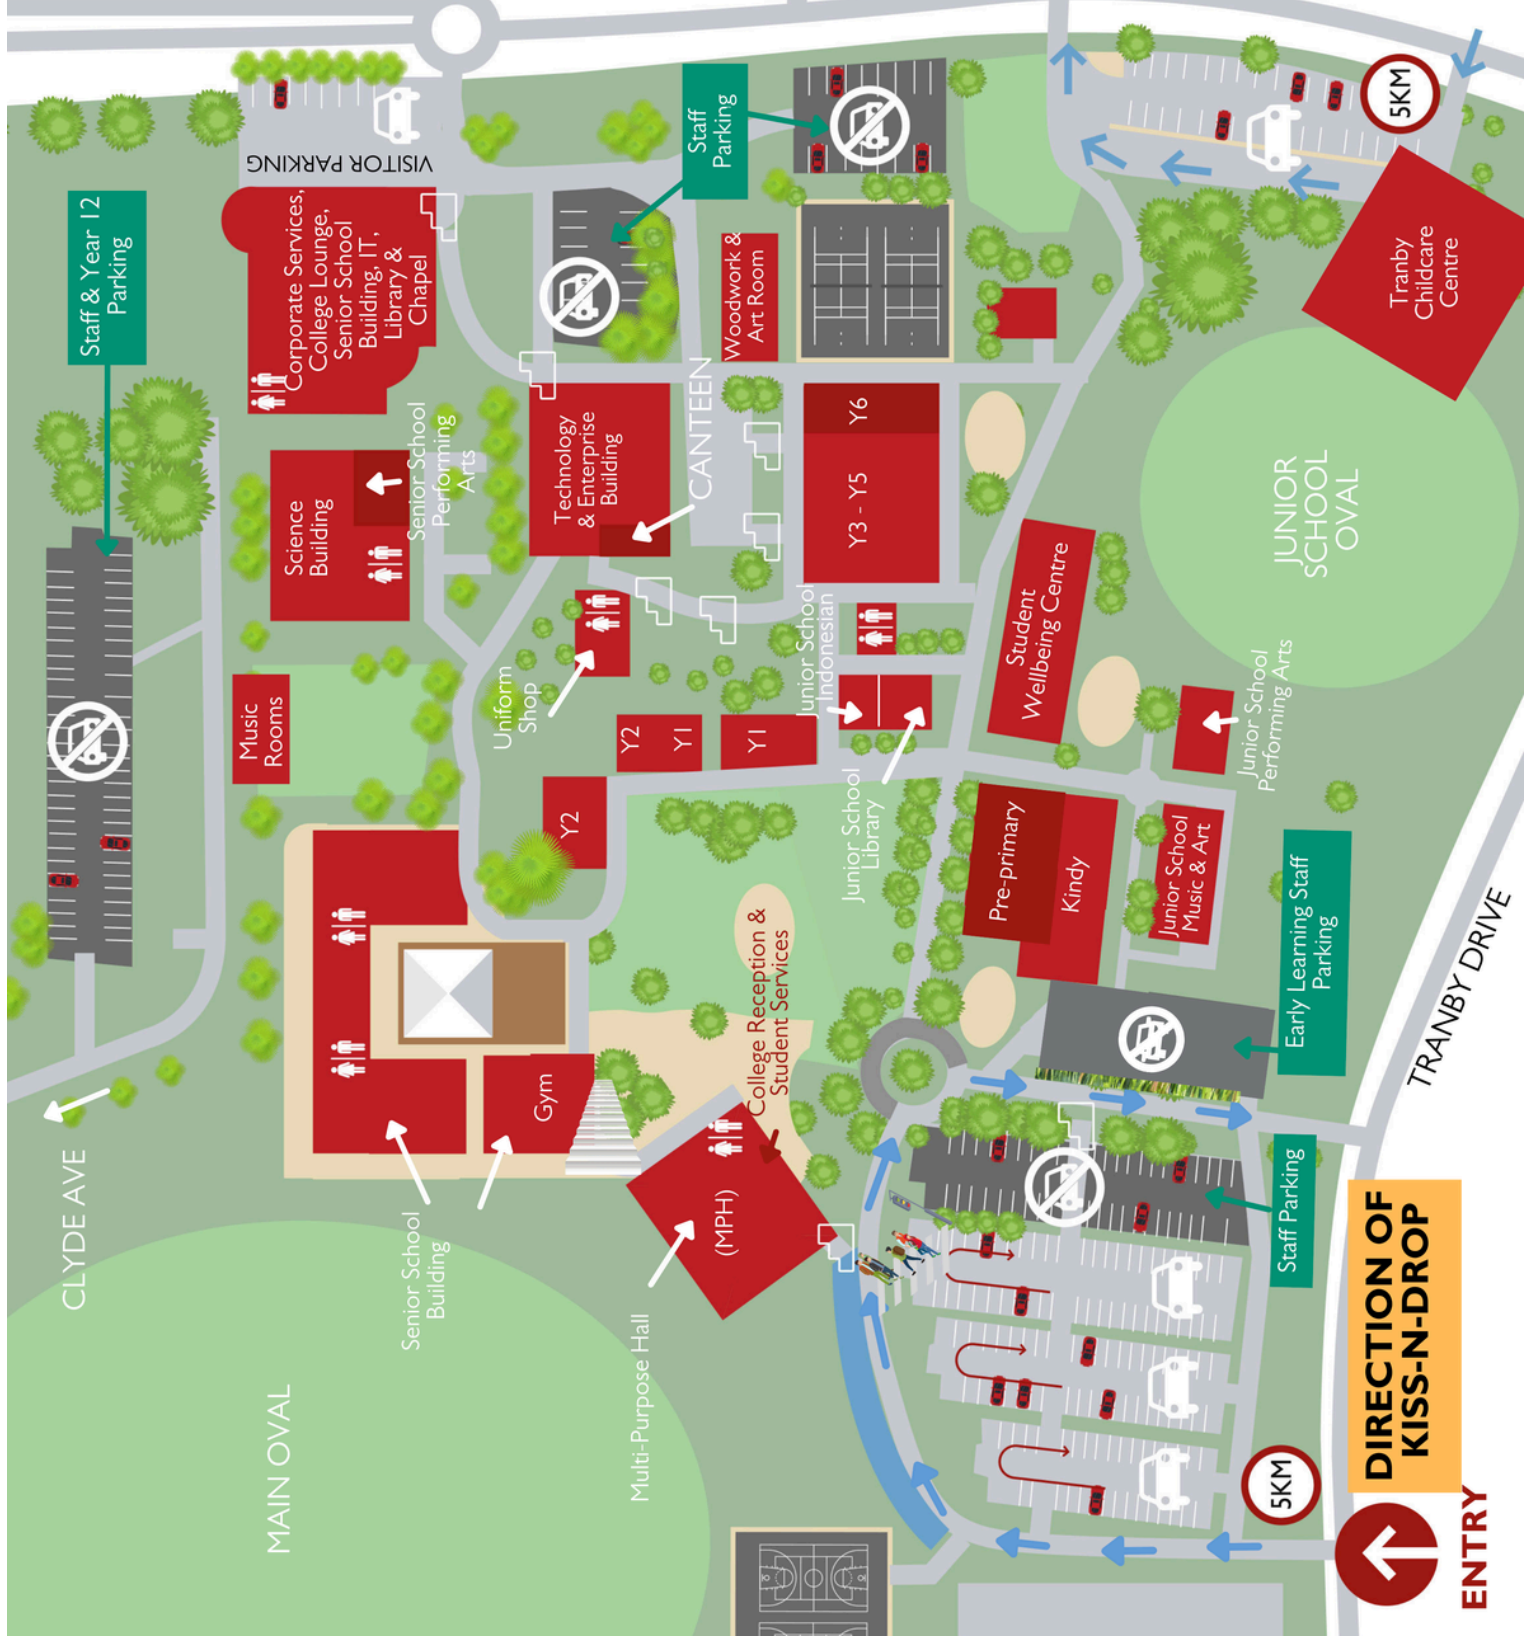 Staff & Year 12
Parking
VISITOR PARKING
Staff
Parking
5KM
Corporate Services,
College Lounge,
Senior School
Building, IT,
Library &
Chapel
Woodwork &
Art Room
Tranby
Childcare
Centre
Science
Building
Senior School
Performing
Arts
Technology
& Enterprise
Building
CANTEEN
Y6
Y3 - Y5
JUNIOR
SCHOOL
OVAL
Music
Rooms
Uniform
Shop
Y2
Y1
Y1
Y2
Junior School
Indonesian
Junior School
Library
Student
Wellbeing Centre
Junior School
Performing Arts
Pre-primary
Kindy
Junior School
Music & Art
Early Learning Staff
Parking
TRANBY DRIVE
CLYDE AVE
Senior School
Building
Gym
College Reception &
Student Services
(MPH)
Multi-Purpose Hall
MAIN OVAL
Staff Parking
DIRECTION OF
KISS-N-DROP
5KM
ENTRY